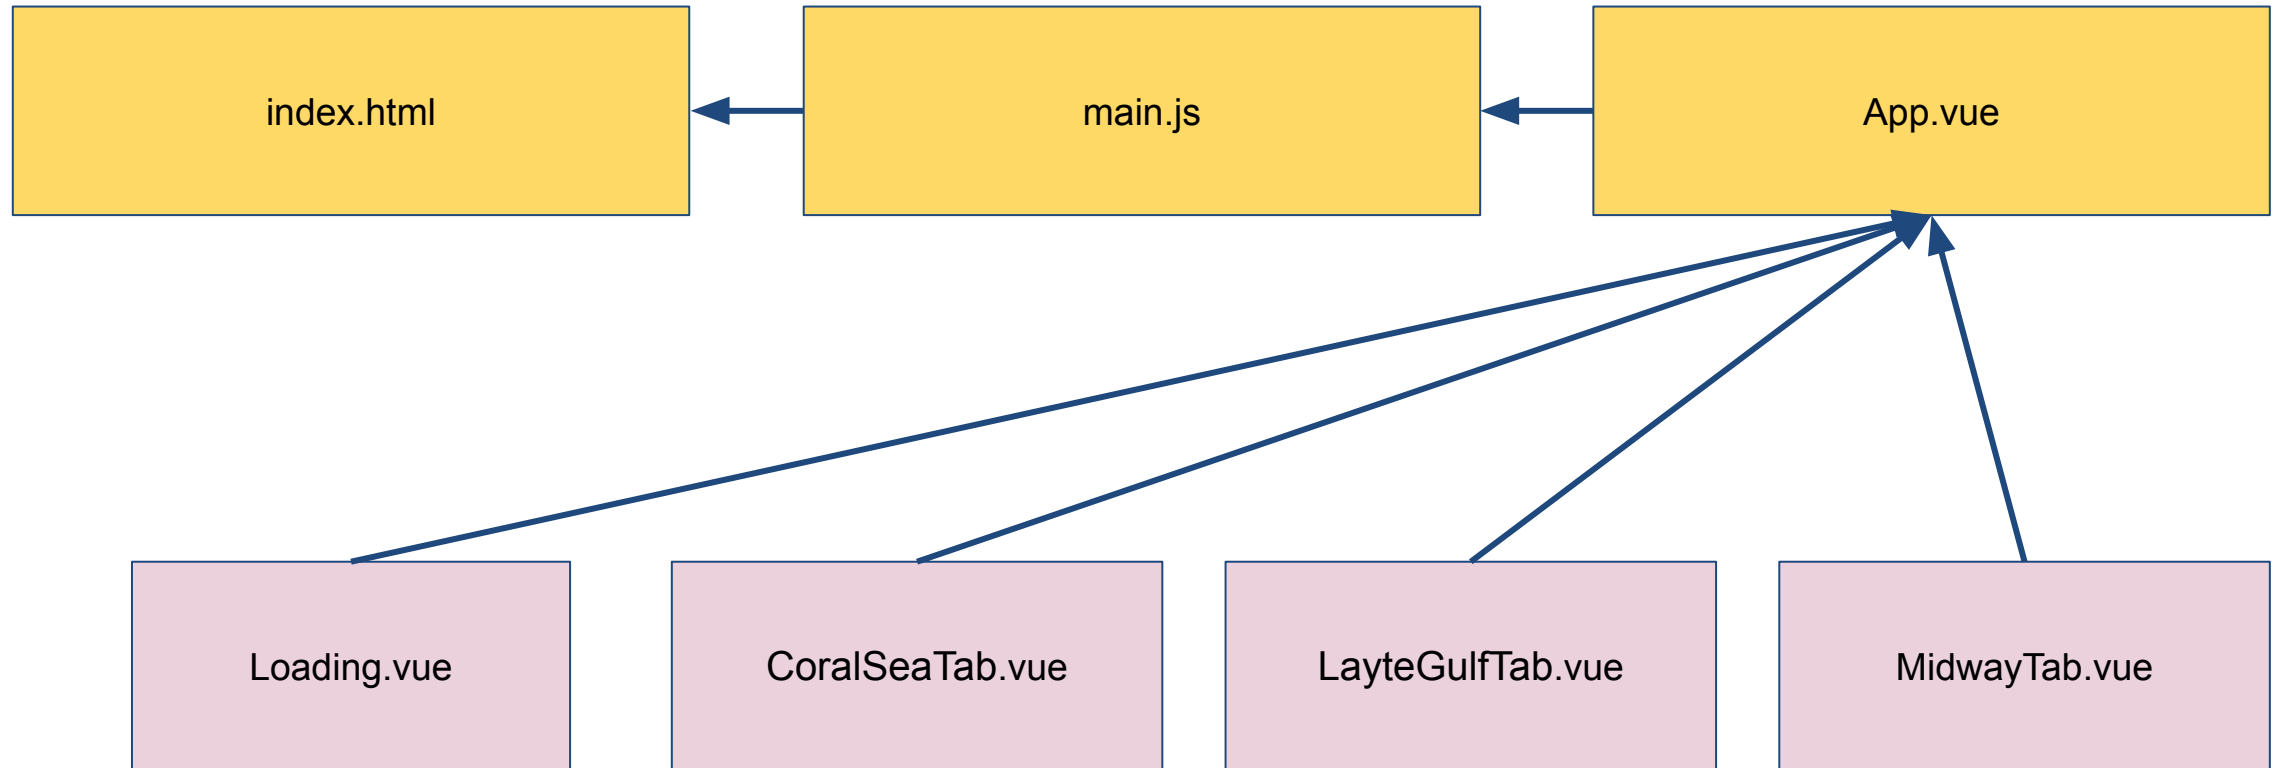 index.html
main.js
App.vue
Loading.vue
CoralSeaTab.vue
LayteGulfTab.vue
MidwayTab.vue